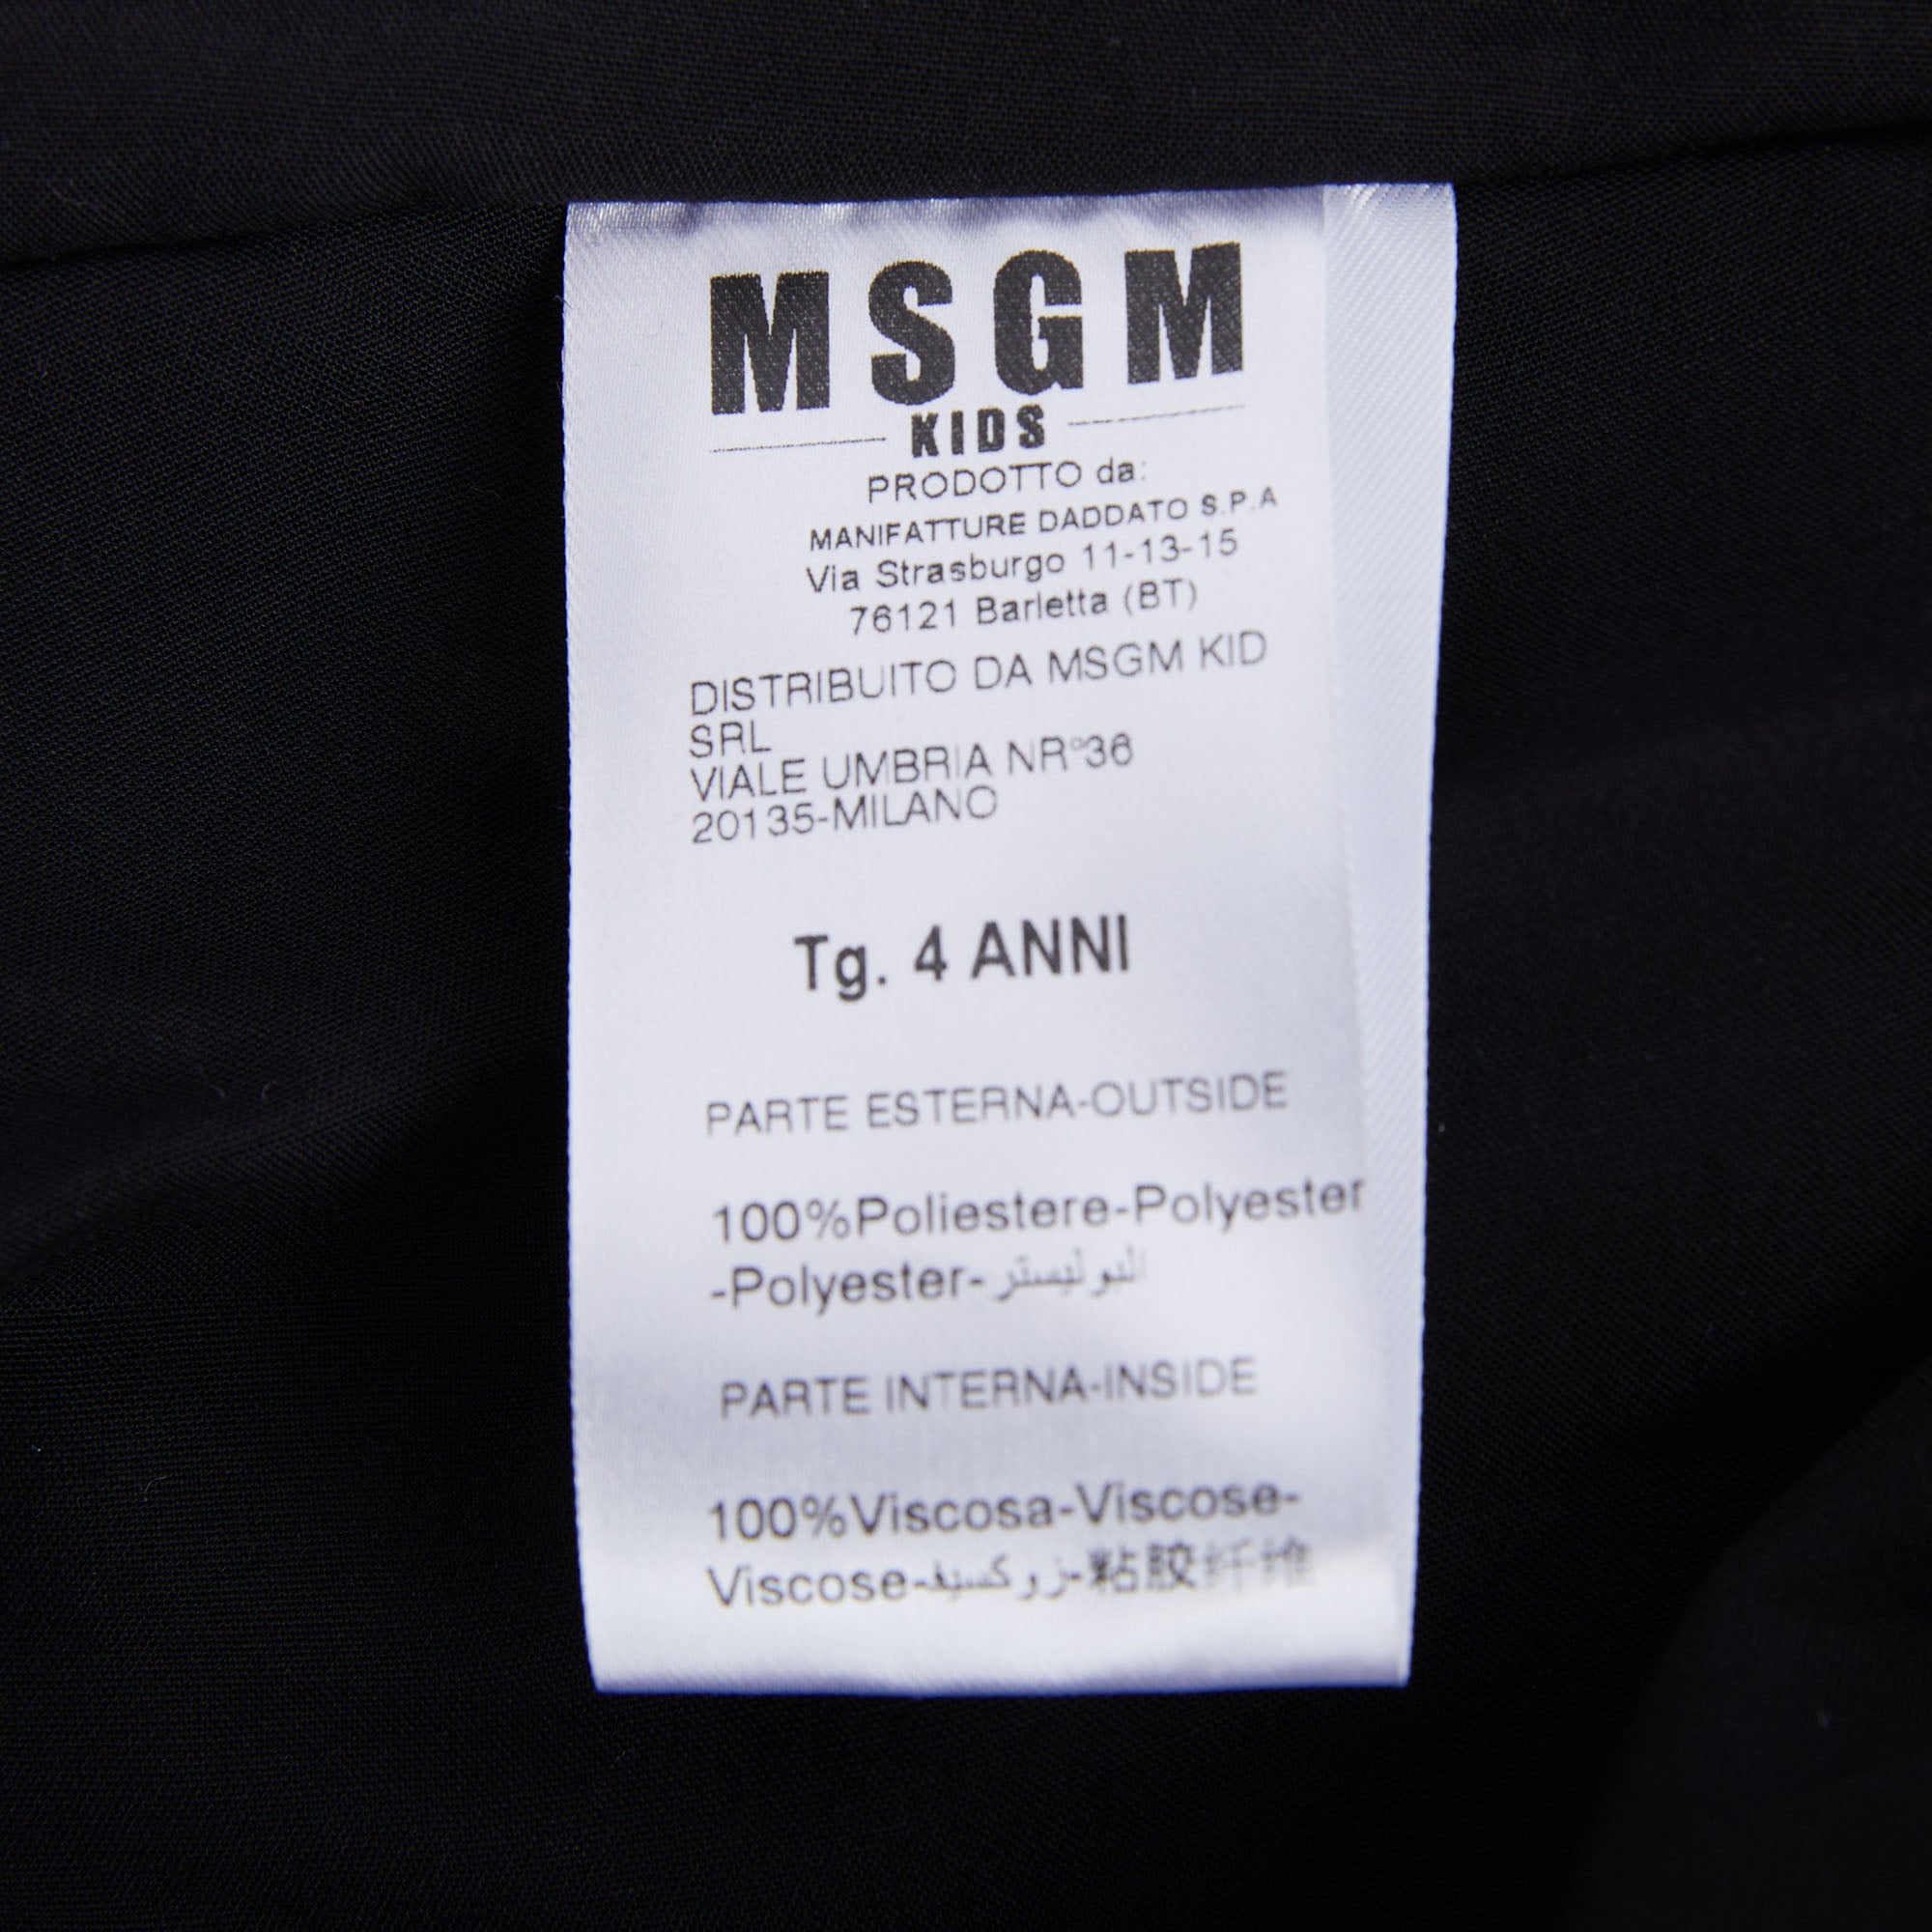 MSGM
KIDS
PRODOTTO da:
MANIFATTURE DADDATO S.P.A
Via Strasburgo 11-13-15
76121 Barletta (BT)
DISTRIBUITO DA MSGM KID
SRL
VIALE UMBRIA NR°36
20135-MILANO
Tg. 4 ANNI
PARTE ESTERNA-OUTSIDE
100%Poliestere-Polyester
-Polyester-البوليستر
PARTE INTERNA-INSIDE
100%Viscosa-Viscose-
Viscose-粘胶纤维